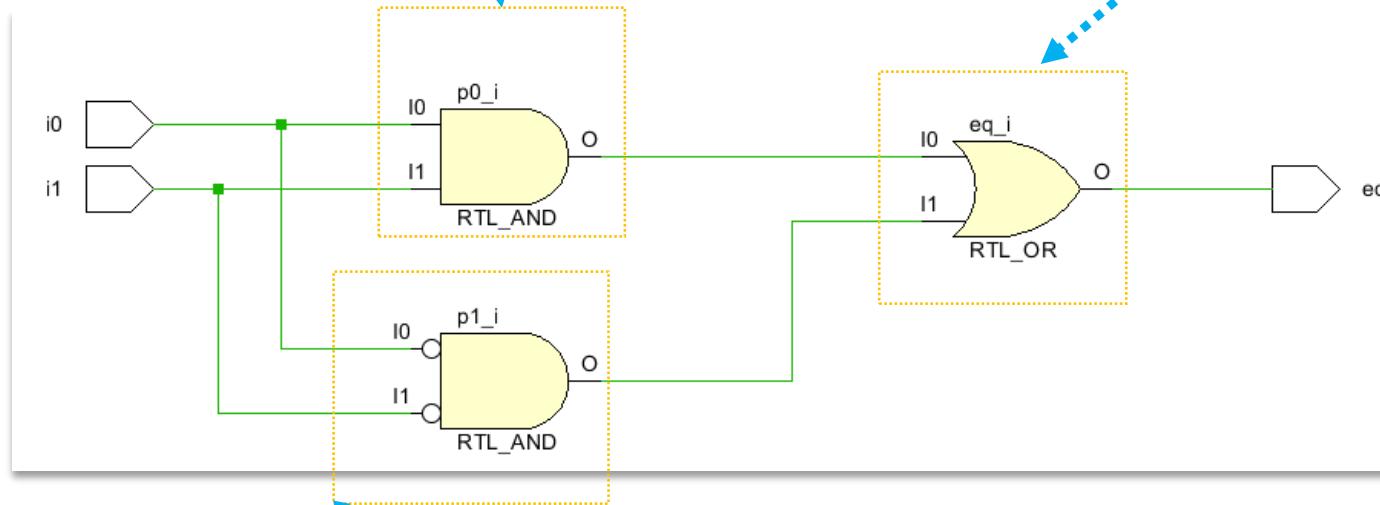 i0
i1
I0
p0_i
I1
O
RTL_AND
I0
p1_i
I1
O
RTL_AND
I0
eq_i
I1
O
RTL_OR